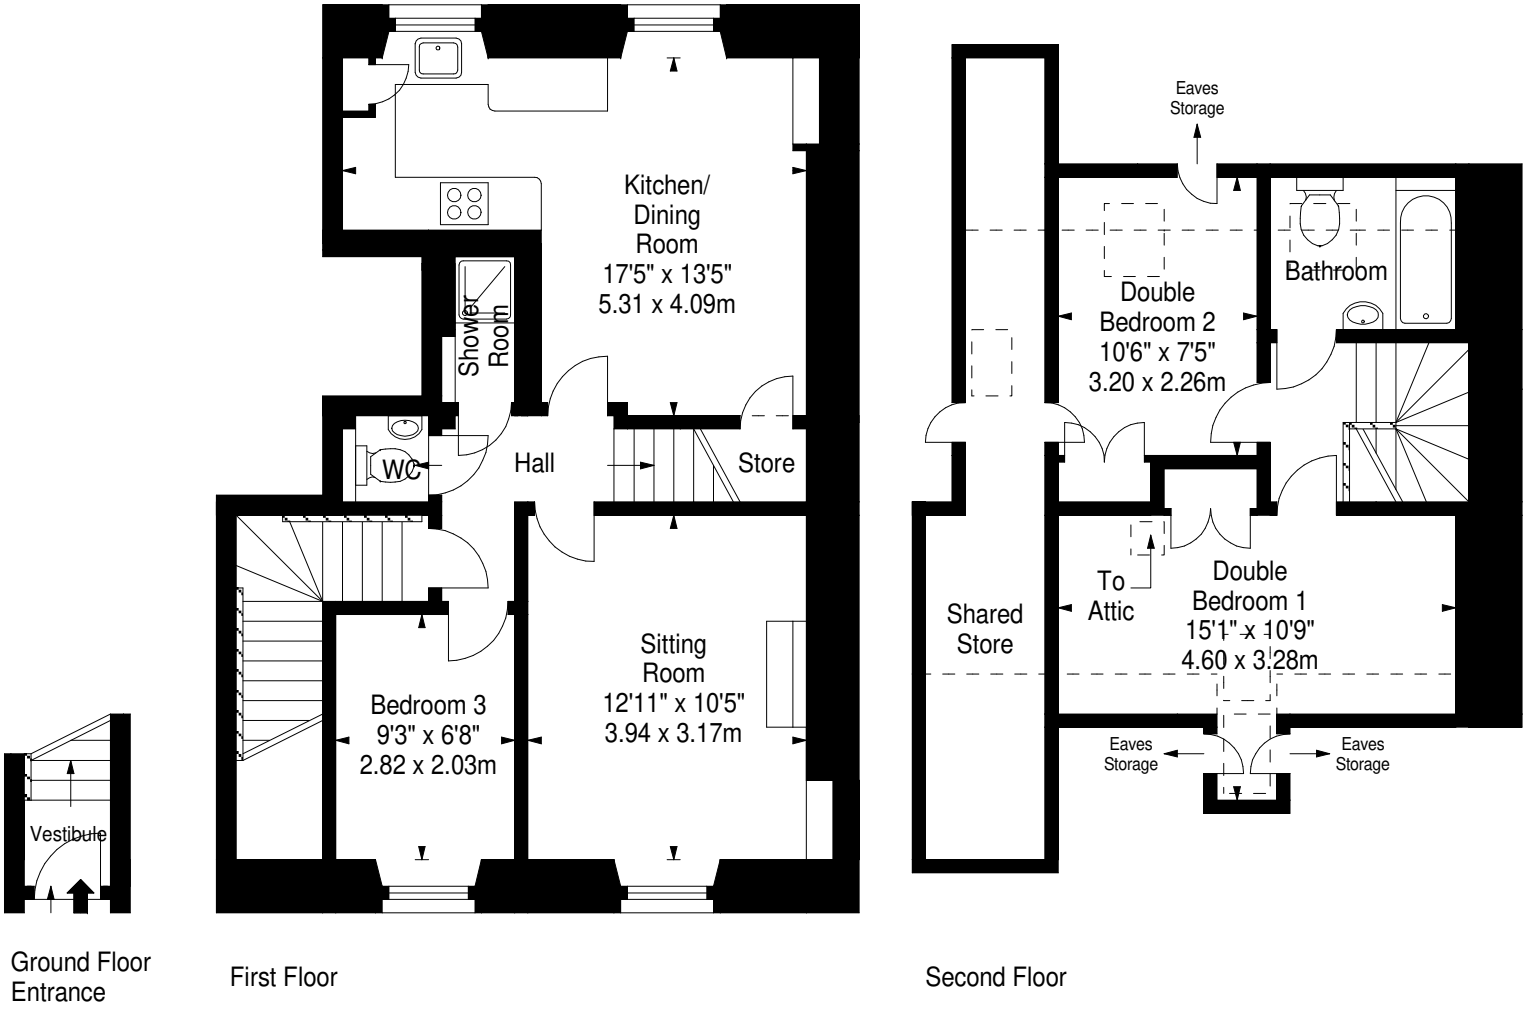 Vestibule
Ground Floor
Entrance
Kitchen/
Dining
Room
17'5" x 13'5"
5.31 x 4.09m
Shower
Room
WC
Hall
Store
Sitting
Room
12'11" x 10'5"
3.94 x 3.17m
Bedroom 3
9'3" x 6'8"
2.82 x 2.03m
First Floor
Eaves
Storage
Double
Bedroom 2
10'6" x 7'5"
3.20 x 2.26m
Bathroom
To
Attic
Double
Bedroom 1
15'1" x 10'9"
4.60 x 3.28m
Shared
Store
Eaves
Storage
Eaves
Storage
Second Floor